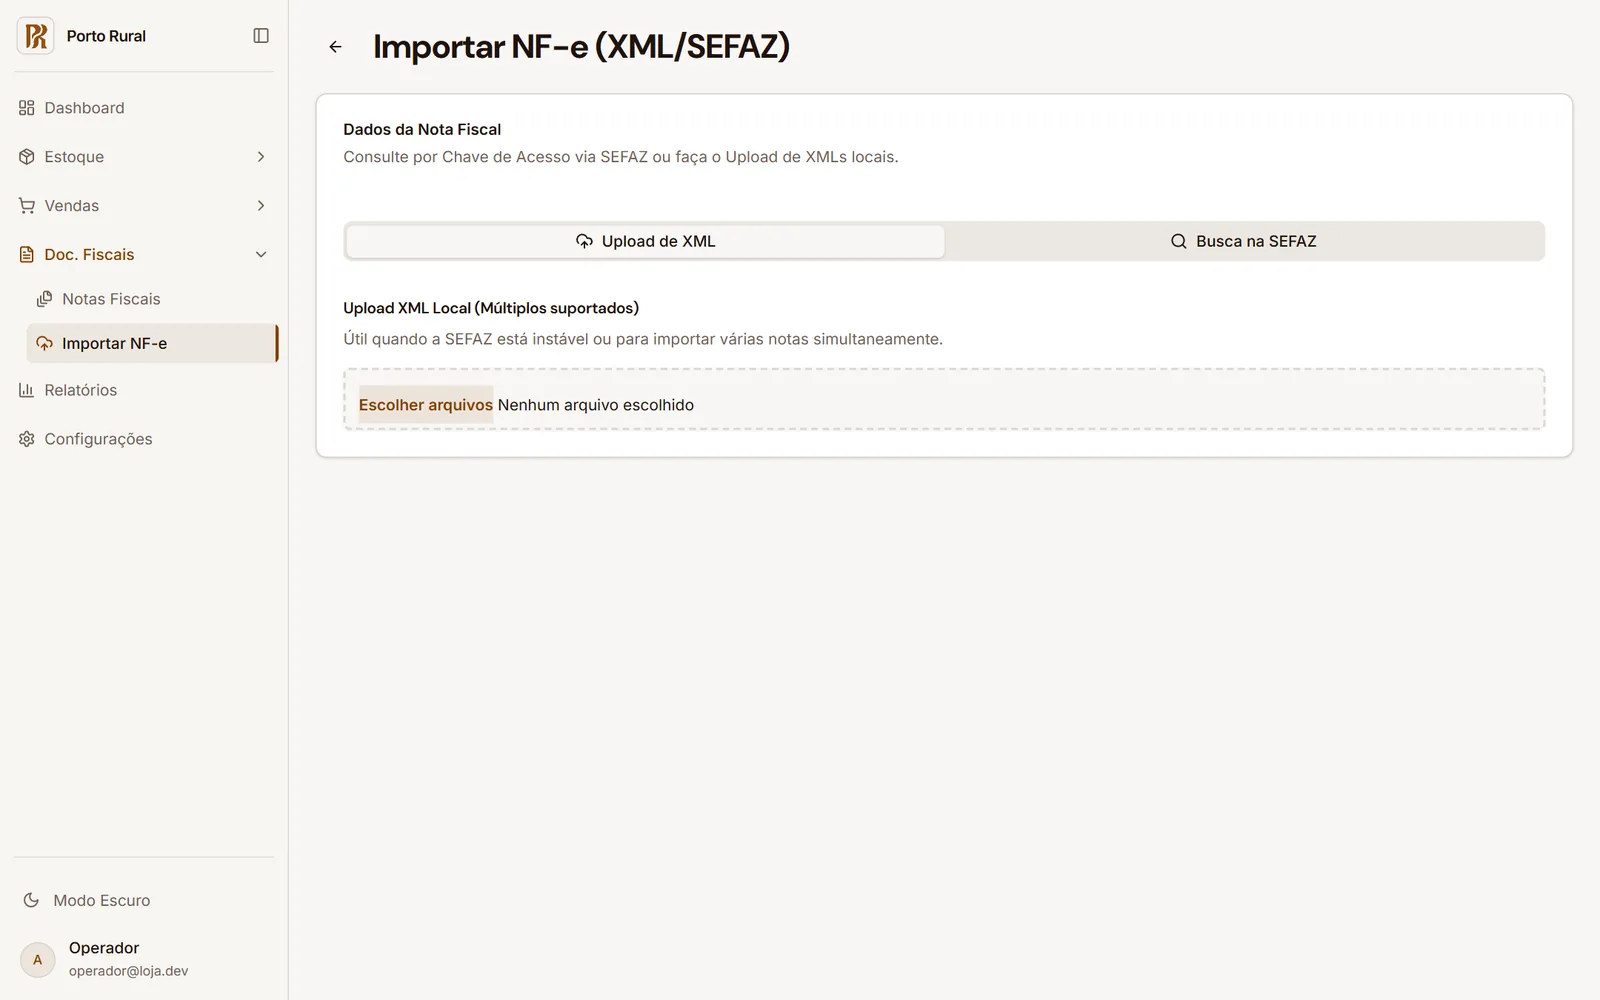 Porto Rural
Dashboard
Estoque
Vendas
Doc. Fiscais
Notas Fiscais
Importar NF-e
Relatórios
Configurações
Modo Escuro
A
Operador
operador@loja.dev
Importar NF-e (XML/SEFAZ)
Dados da Nota Fiscal
Consulte por Chave de Acesso via SEFAZ ou faça o Upload de XMLs locais.
Upload de XML
Busca na SEFAZ
Upload XML Local (Múltiplos suportados)
Útil quando a SEFAZ está instável ou para importar várias notas simultaneamente.
Escolher arquivos Nenhum arquivo escolhido